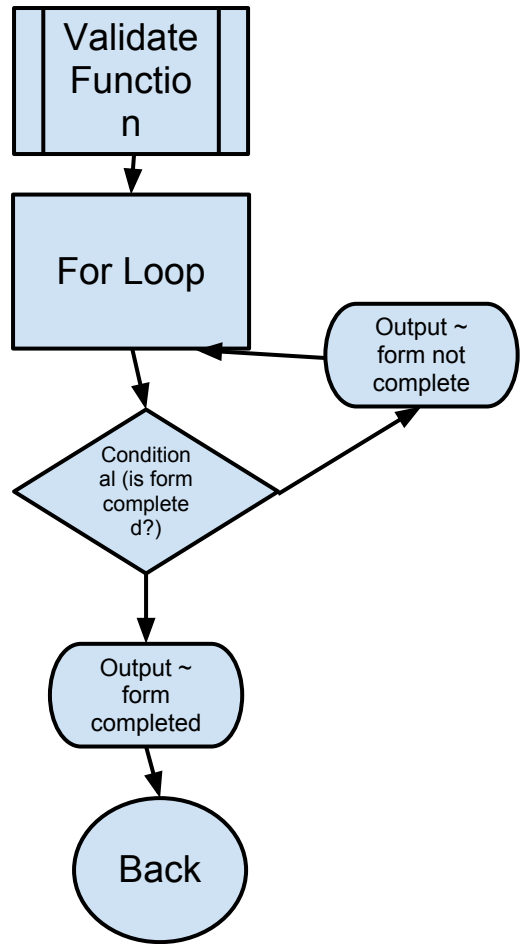 Validate
Functio
n
For Loop
Output ~
form not
complete
Condition
al (is form
complete
d?)
Output ~
form
completed
Back